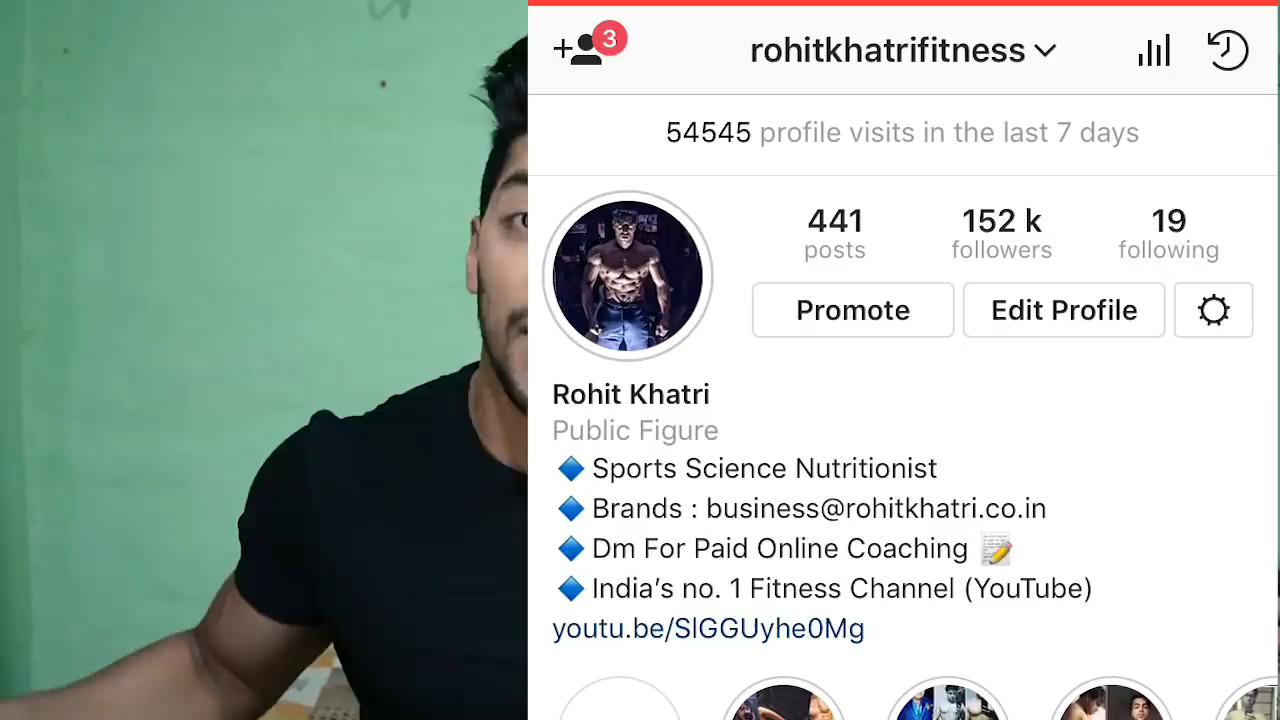 3
rohitkhatrifitness
54545 profile visits in the last 7 days
441 152 k 19
posts followers following
Promote Edit Profile
Rohit Khatri
Public Figure
🔷 Sports Science Nutritionist
🔷 Brands : business@rohitkhatri.co.in
🔷 Dm For Paid Online Coaching 📝
🔷 India's no. 1 Fitness Channel (YouTube)
youtu.be/SlGGUyhe0Mg